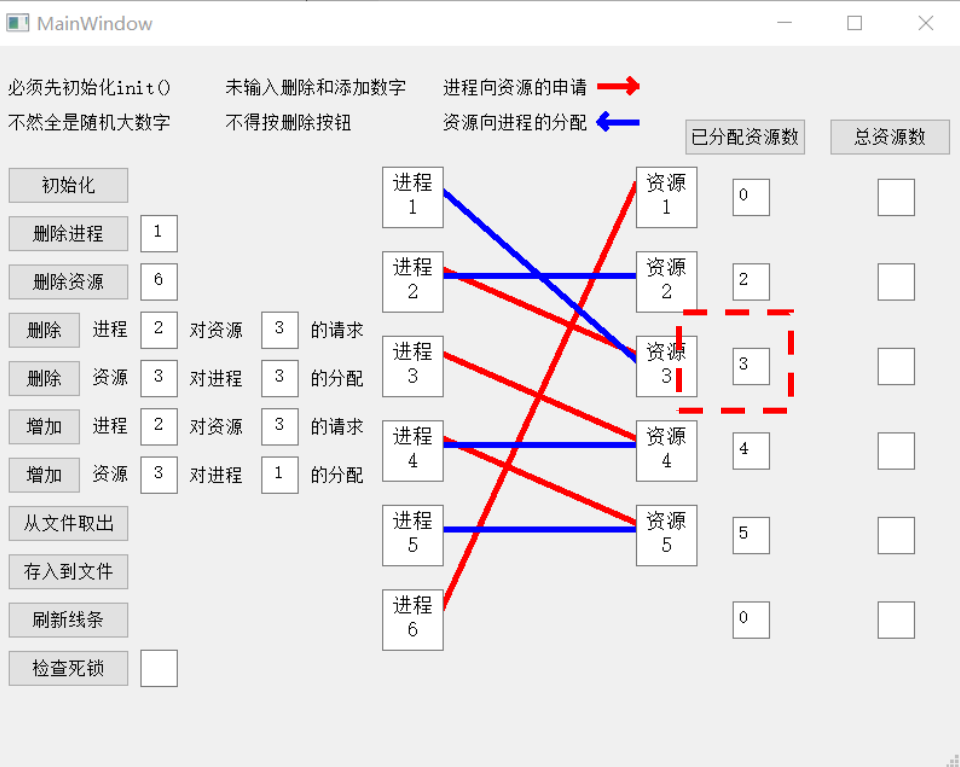 MainWindow
必须先初始化init()
未输入删除和添加数字
进程向资源的申请
不然全是随机大数字
不得按删除按钮
资源向进程的分配
已分配资源数
总资源数
初始化
进程
1
资源
1
0
删除进程
1
删除资源
6
进程
2
资源
2
2
删除 进程 2 对资源 3 的请求
进程
3
资源
3
3
删除 资源 3 对进程 3 的分配
增加 进程 2 对资源 3 的请求
进程
4
资源
4
4
增加 资源 3 对进程 1 的分配
从文件取出
进程
5
资源
5
5
存入到文件
刷新线条
进程
6
0
检查死锁